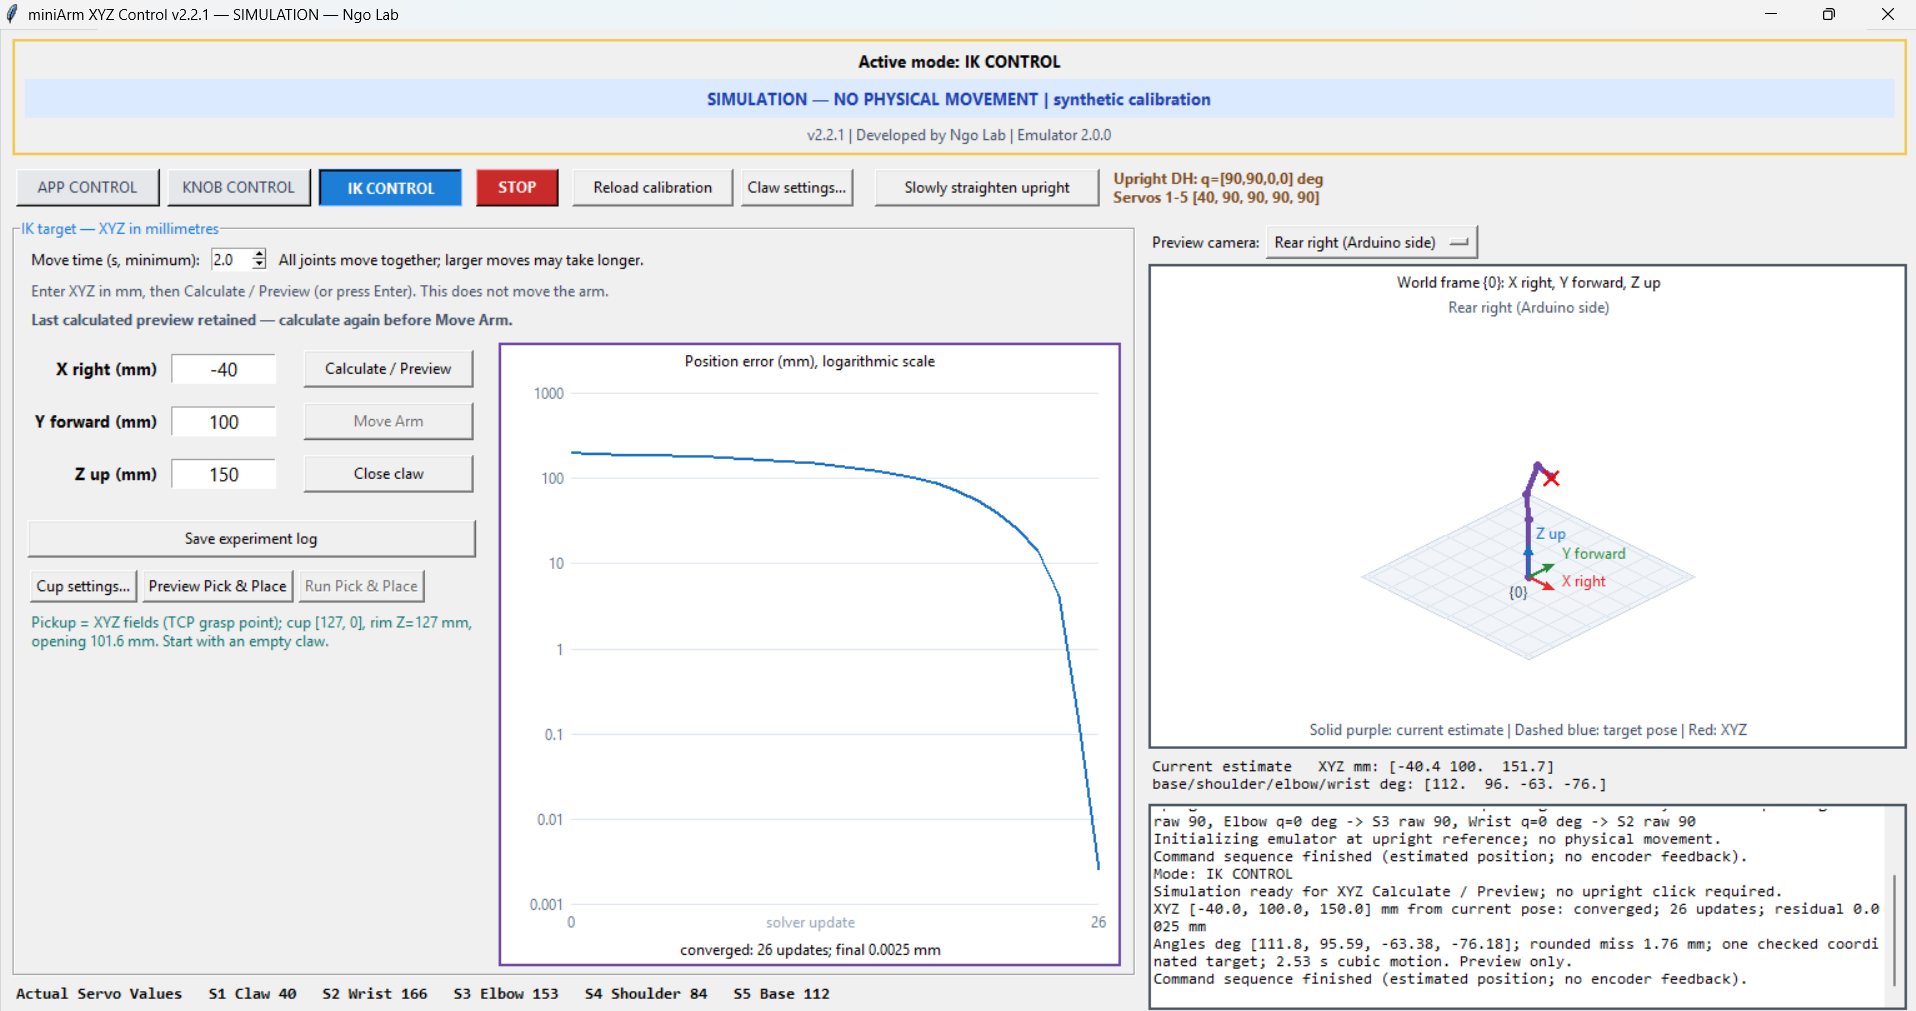 miniArm XYZ Control v2.2.1 — SIMULATION — Ngo Lab
Active mode: IK CONTROL
SIMULATION — NO PHYSICAL MOVEMENT | synthetic calibration
v2.2.1 | Developed by Ngo Lab | Emulator 2.0.0
APP CONTROL
KNOB CONTROL
IK CONTROL
STOP
Reload calibration
Claw settings...
Slowly straighten upright
Upright DH: q=[90,90,0,0] deg
Servos 1-5 [40, 90, 90, 90, 90]
IK target — XYZ in millimetres
Move time (s, minimum): 2.0 All joints move together; larger moves may take longer.
Enter XYZ in mm, then Calculate / Preview (or press Enter). This does not move the arm.
Last calculated preview retained — calculate again before Move Arm.
X right (mm) -40 Calculate / Preview
Y forward (mm) 100 Move Arm
Z up (mm) 150 Close claw
Save experiment log
Cup settings... Preview Pick & Place Run Pick & Place
Pickup = XYZ fields (TCP grasp point); cup [127, 0], rim Z=127 mm,
opening 101.6 mm. Start with an empty claw.
Position error (mm), logarithmic scale
1000
100
10
1
0.1
0.01
0.001
0 solver update 26
converged: 26 updates; final 0.0025 mm
Preview camera: Rear right (Arduino side)
World frame {0}: X right, Y forward, Z up
Rear right (Arduino side)
Z up
Y forward
X right
{0}
Solid purple: current estimate | Dashed blue: target pose | Red: XYZ
Current estimate XYZ mm: [-40.4 100. 151.7]
base/shoulder/elbow/wrist deg: [112. 96. -63. -76.]
raw 90, Elbow q=0 deg -> S3 raw 90, Wrist q=0 deg -> S2 raw 90
Initializing emulator at upright reference; no physical movement.
Command sequence finished (estimated position; no encoder feedback).
Mode: IK CONTROL
Simulation ready for XYZ Calculate / Preview; no upright click required.
XYZ [-40.0, 100.0, 150.0] mm from current pose: converged; 26 updates; residual 0.0
025 mm
Angles deg [111.8, 95.59, -63.38, -76.18]; rounded miss 1.76 mm; one checked coordi
nated target; 2.53 s cubic motion. Preview only.
Command sequence finished (estimated position; no encoder feedback).
Actual Servo Values S1 Claw 40 S2 Wrist 166 S3 Elbow 153 S4 Shoulder 84 S5 Base 112